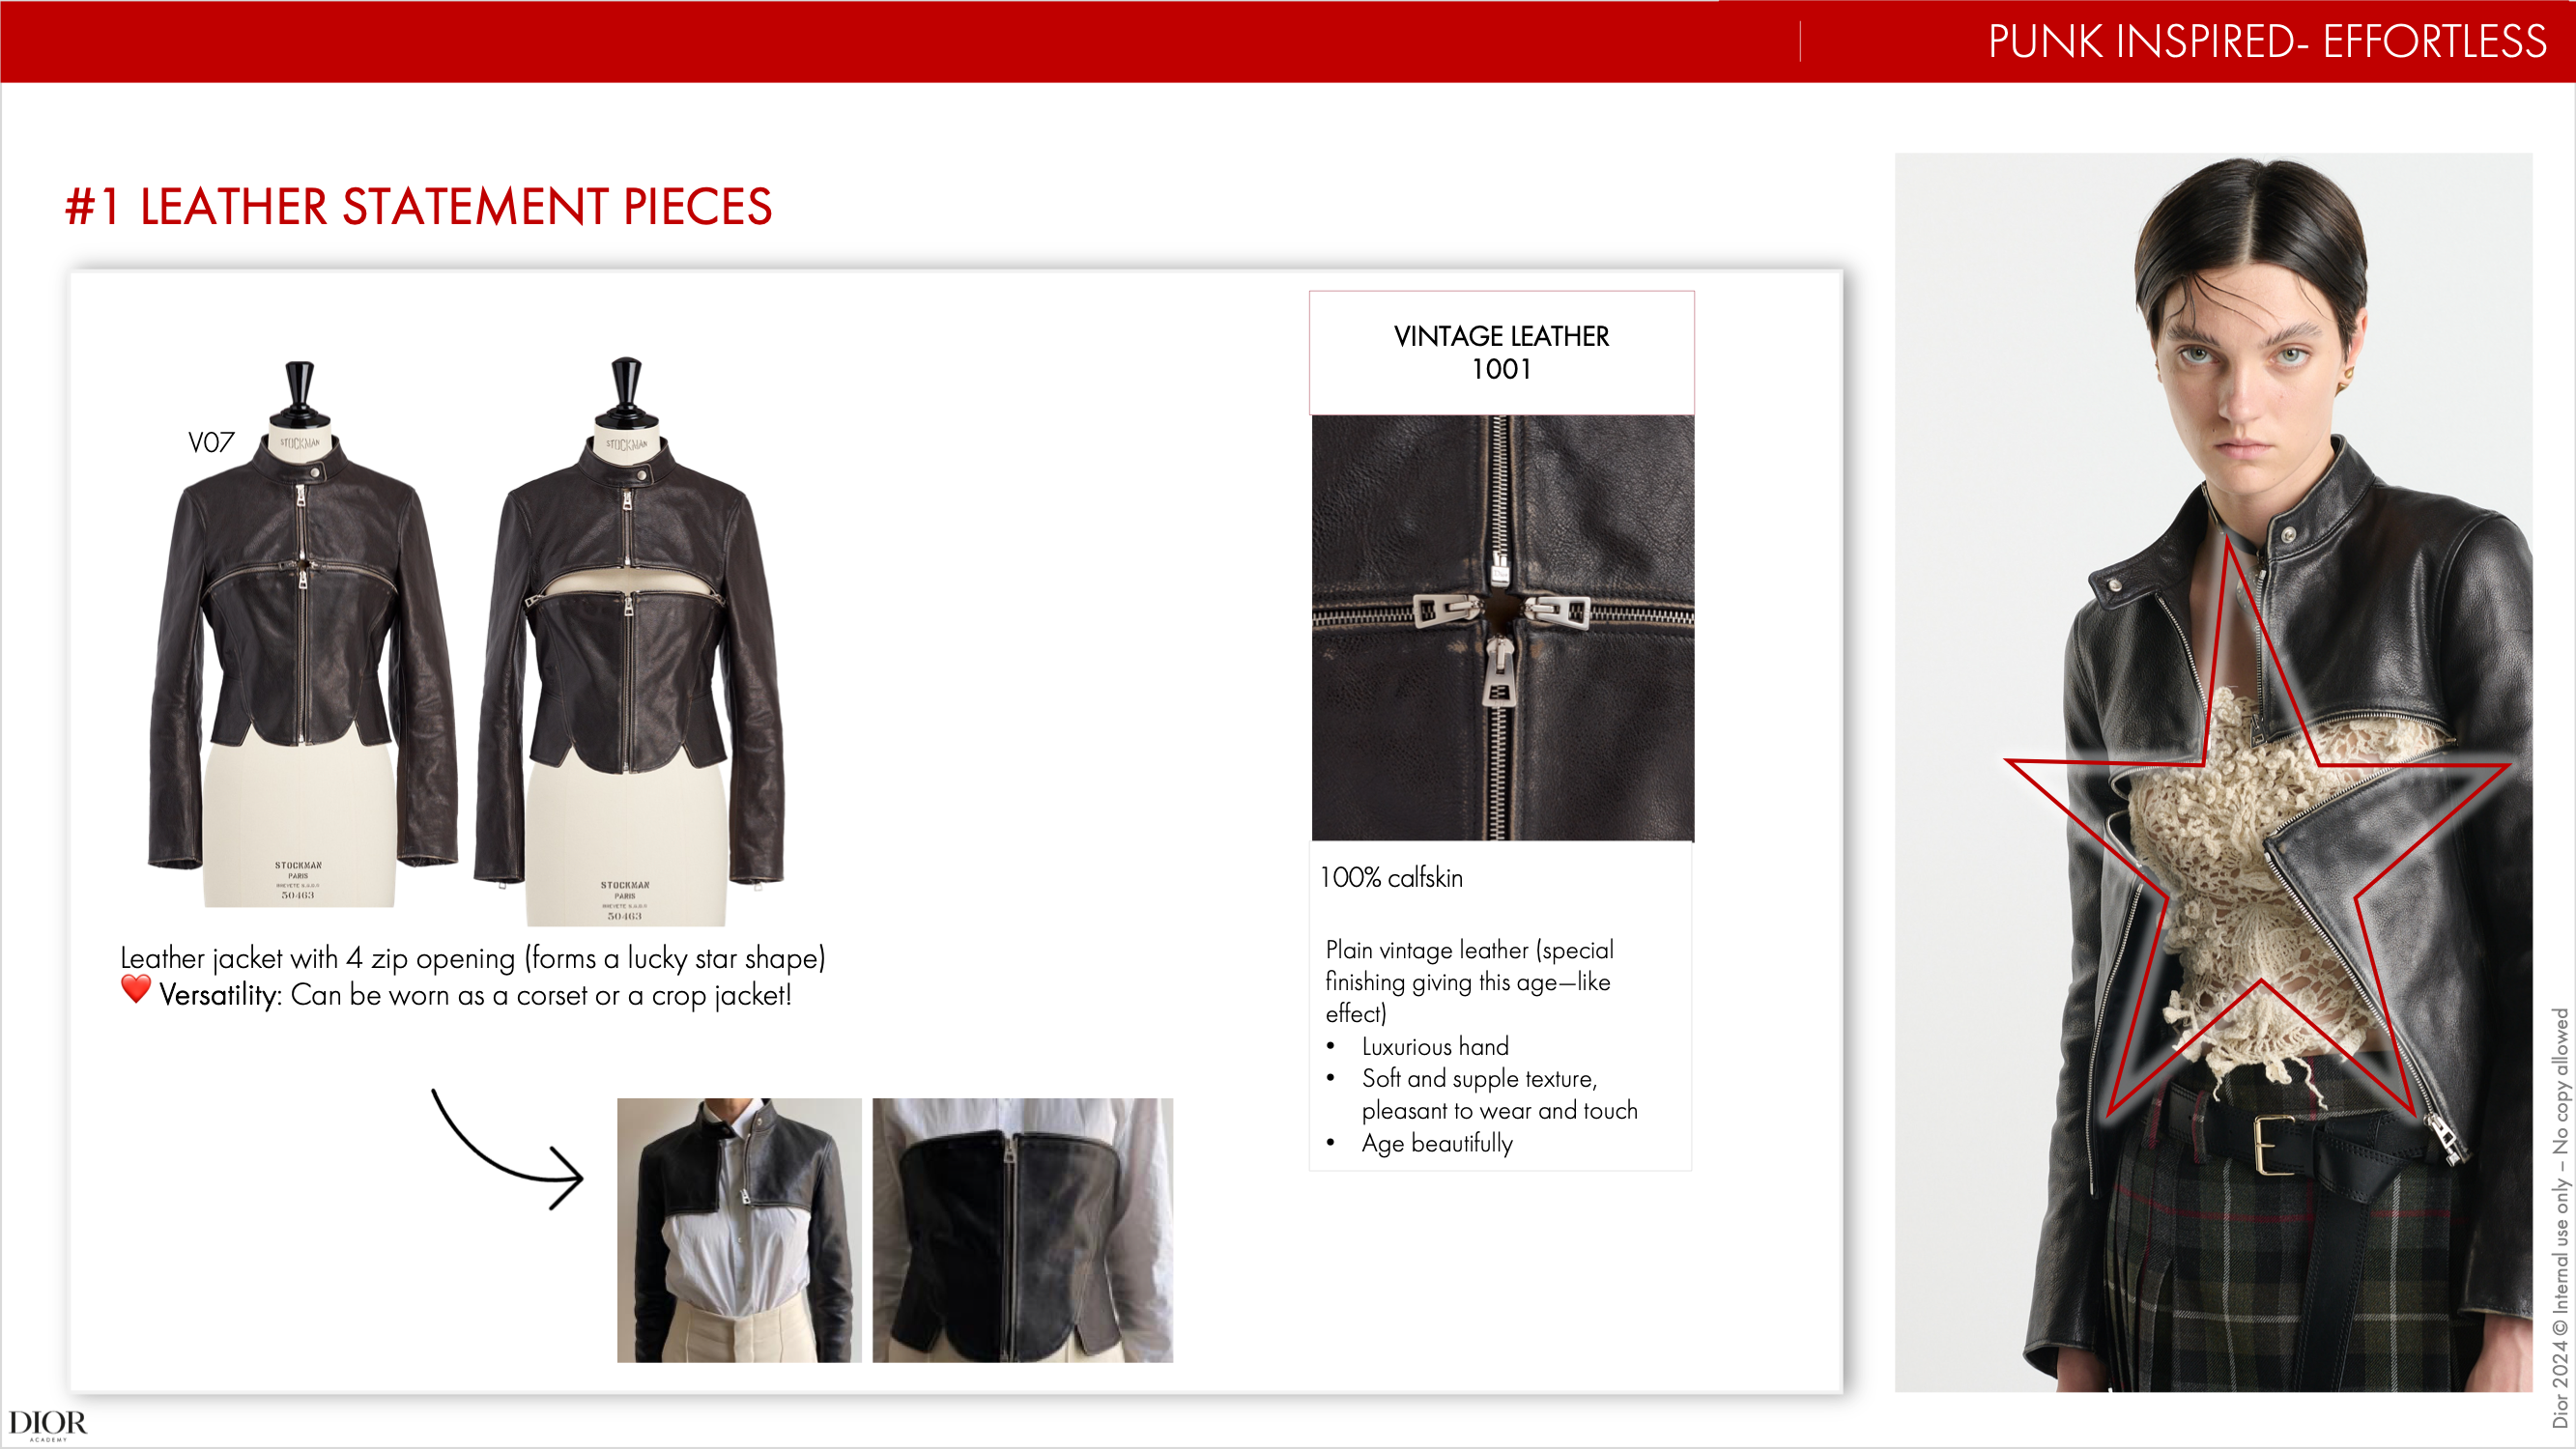 PUNK INSPIRED- EFFORTLESS
#1 LEATHER STATEMENT PIECES
V07
STOCKMAN
STOCKMAN
STOCKMAN
PARIS
BREVETÉ S.G.D.G
50463
STOCKMAN
PARIS
BREVETÉ S.G.D.G
50463
Leather jacket with 4 zip opening (forms a lucky star shape)
❤️ Versatility: Can be worn as a corset or a crop jacket!
VINTAGE LEATHER
1001
100% calfskin
Plain vintage leather (special
finishing giving this age–like
effect)
• Luxurious hand
• Soft and supple texture,
pleasant to wear and touch
• Age beautifully
Dior 2024 © Internal use only – No copy allowed
DIOR
ACADEMY